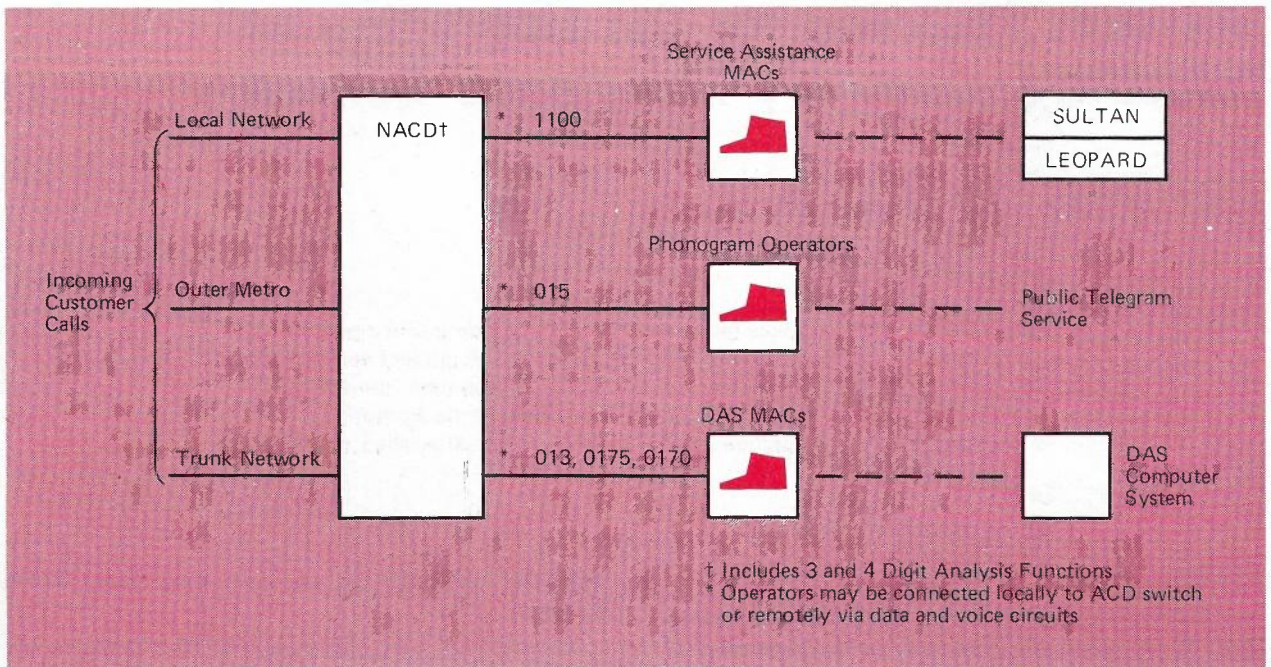 Service Assistance
MACs
Local Network
NACD†
* 1100
SULTAN
LEOPARD
Phonogram Operators
Incoming
Customer
Calls
Outer Metro
* 015
Public Telegram
Service
DAS MACs
Trunk Network
* 013, 0175, 0170
DAS
Computer
System
† Includes 3 and 4 Digit Analysis Functions
* Operators may be connected locally to ACD switch
or remotely via data and voice circuits